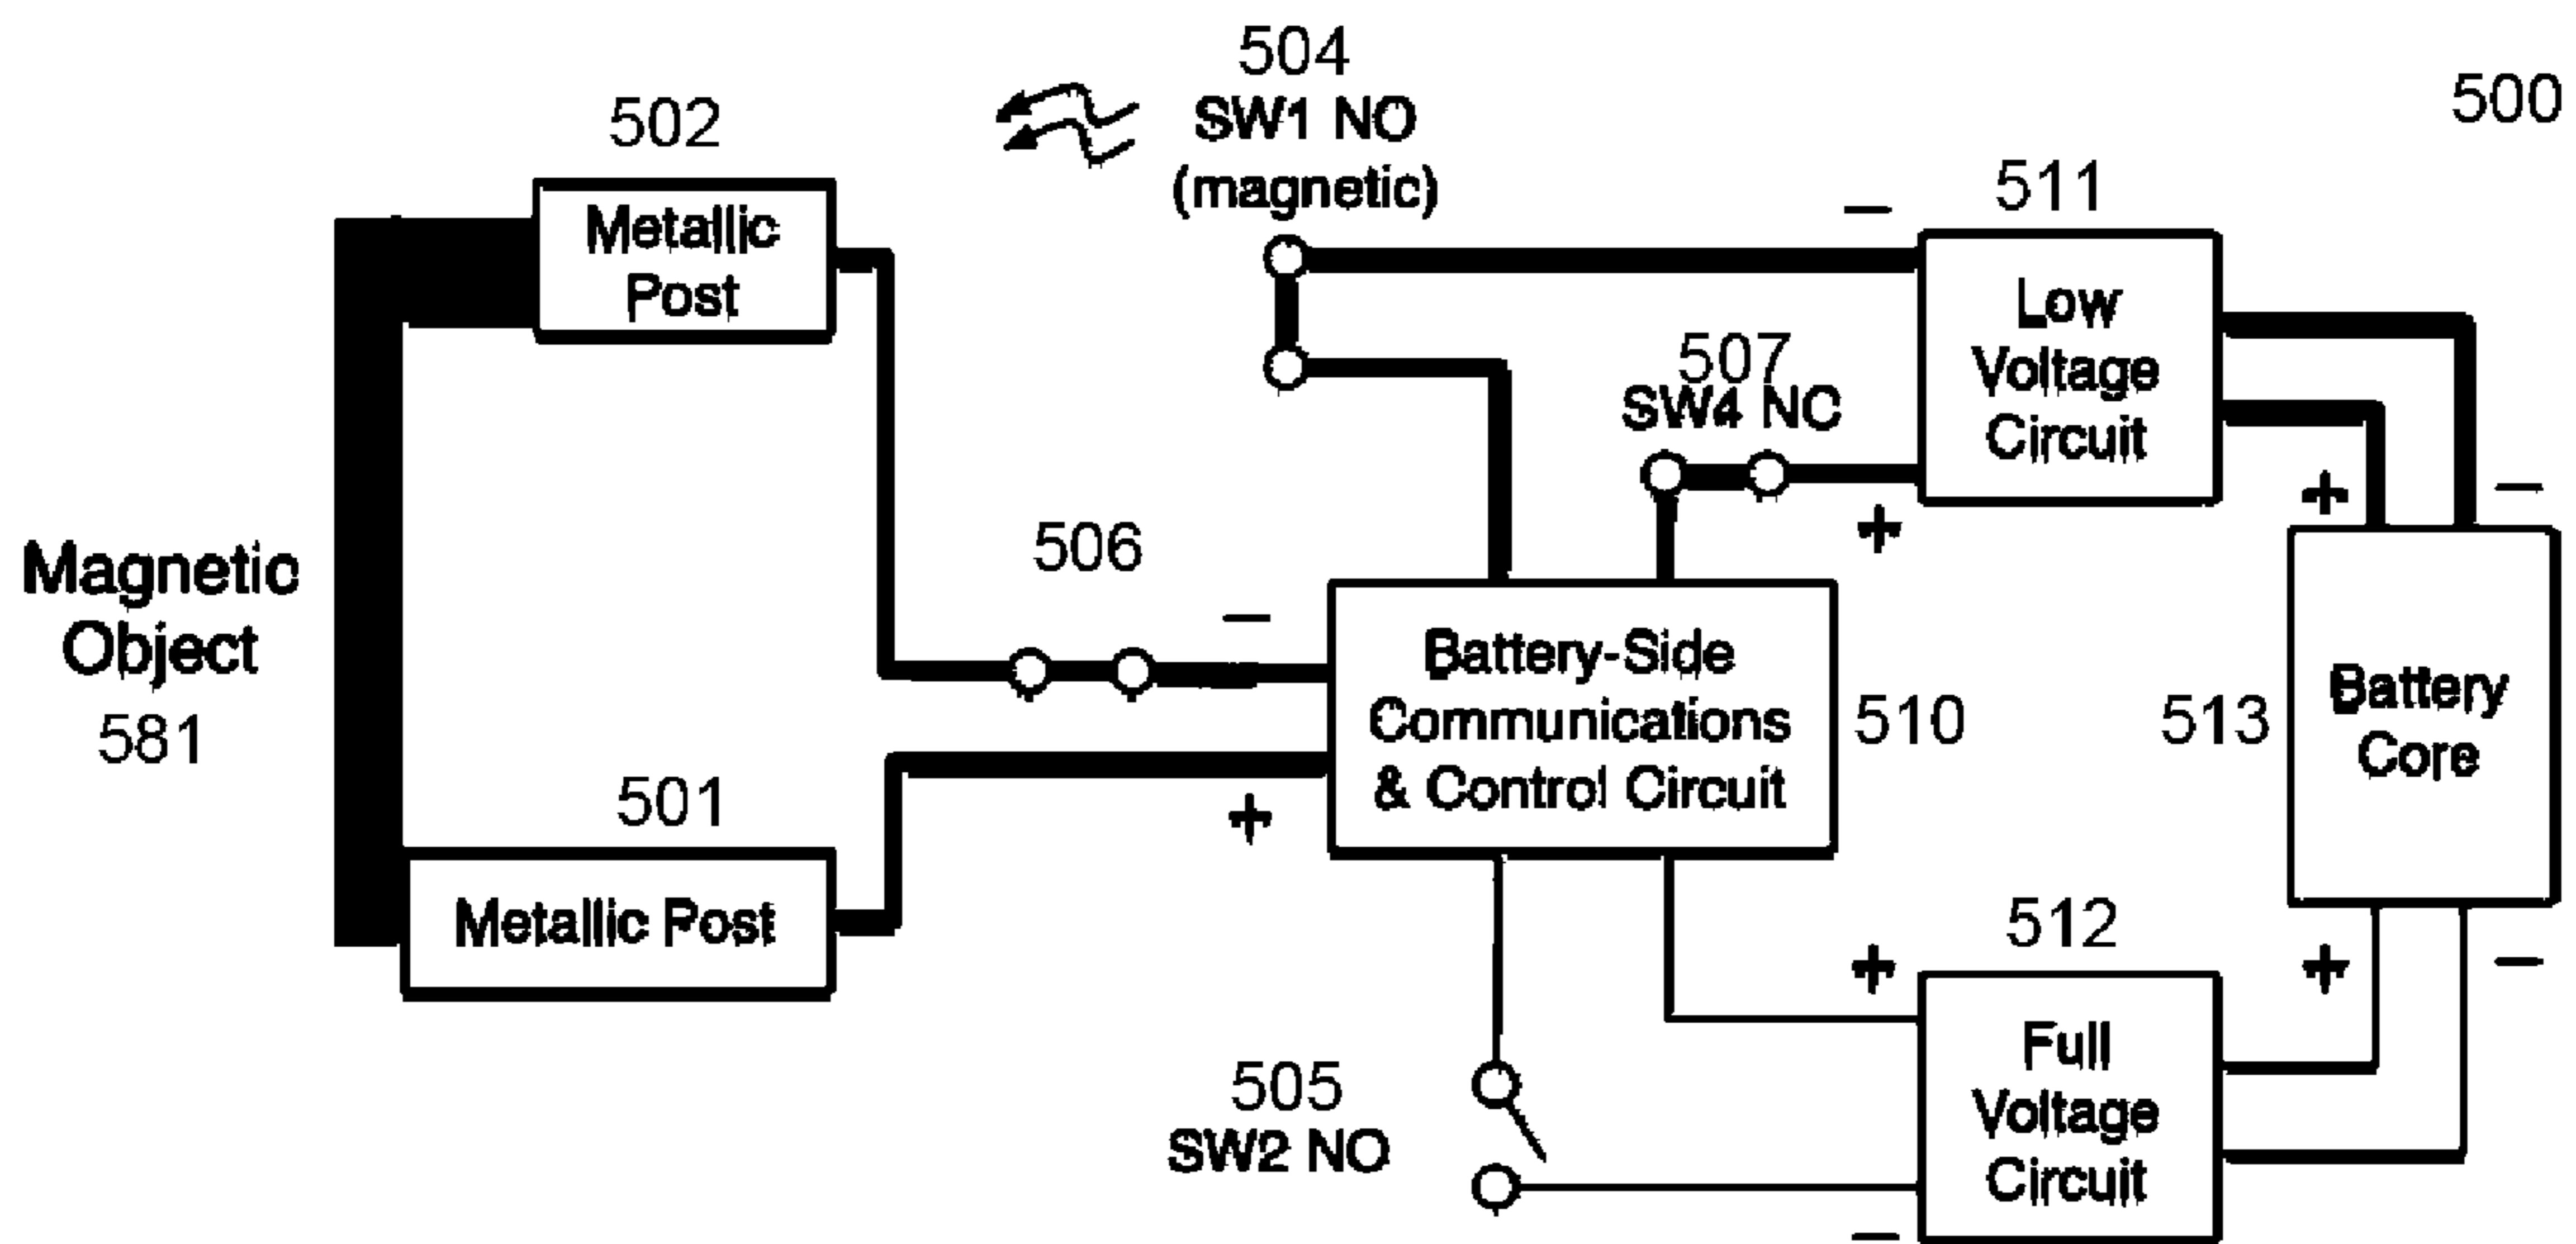 500
504
SW1 NO
(magnetic)
502
Metallic
Post
511
−
Low
Voltage
Circuit
507
SW4 NC
+
+
−
Magnetic
Object
581
506
−
+
Battery-Side
Communications
& Control Circuit
510
513
Battery
Core
501
Metallic Post
512
+
+
−
Full
Voltage
Circuit
505
SW2 NO
−